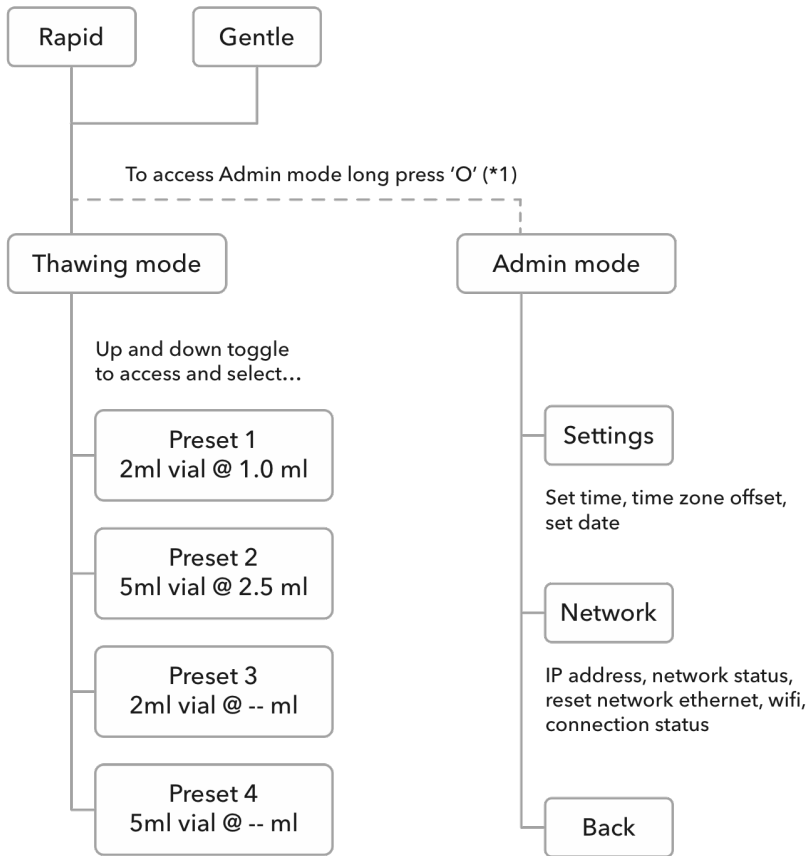 Rapid
Gentle
To access Admin mode long press ‘O’ (*1)
Thawing mode
Admin mode
Up and down toggle
to access and select…
Preset 1
2ml vial @ 1.0 ml
Preset 2
5ml vial @ 2.5 ml
Preset 3
2ml vial @ -- ml
Preset 4
5ml vial @ -- ml
Settings
Set time, time zone offset,
set date
Network
IP address, network status,
reset network ethernet, wifi,
connection status
Back